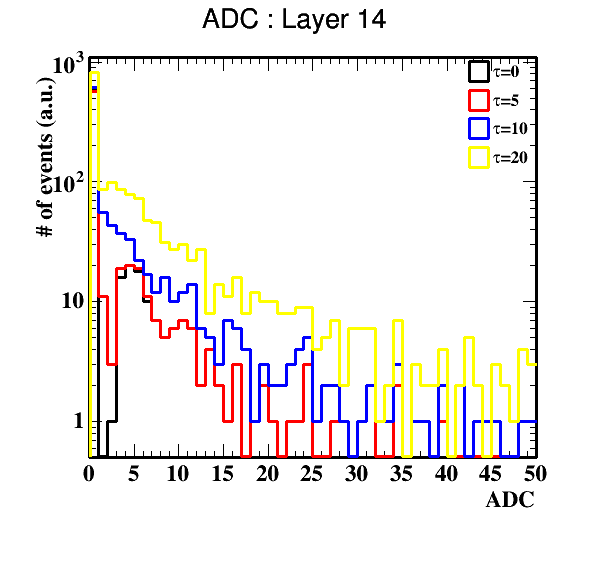 ADC : Layer 14
# of events (a.u.)
10³
10²
10
1
τ=0
τ=5
τ=10
τ=20
0 5 10 15 20 25 30 35 40 45 50
ADC